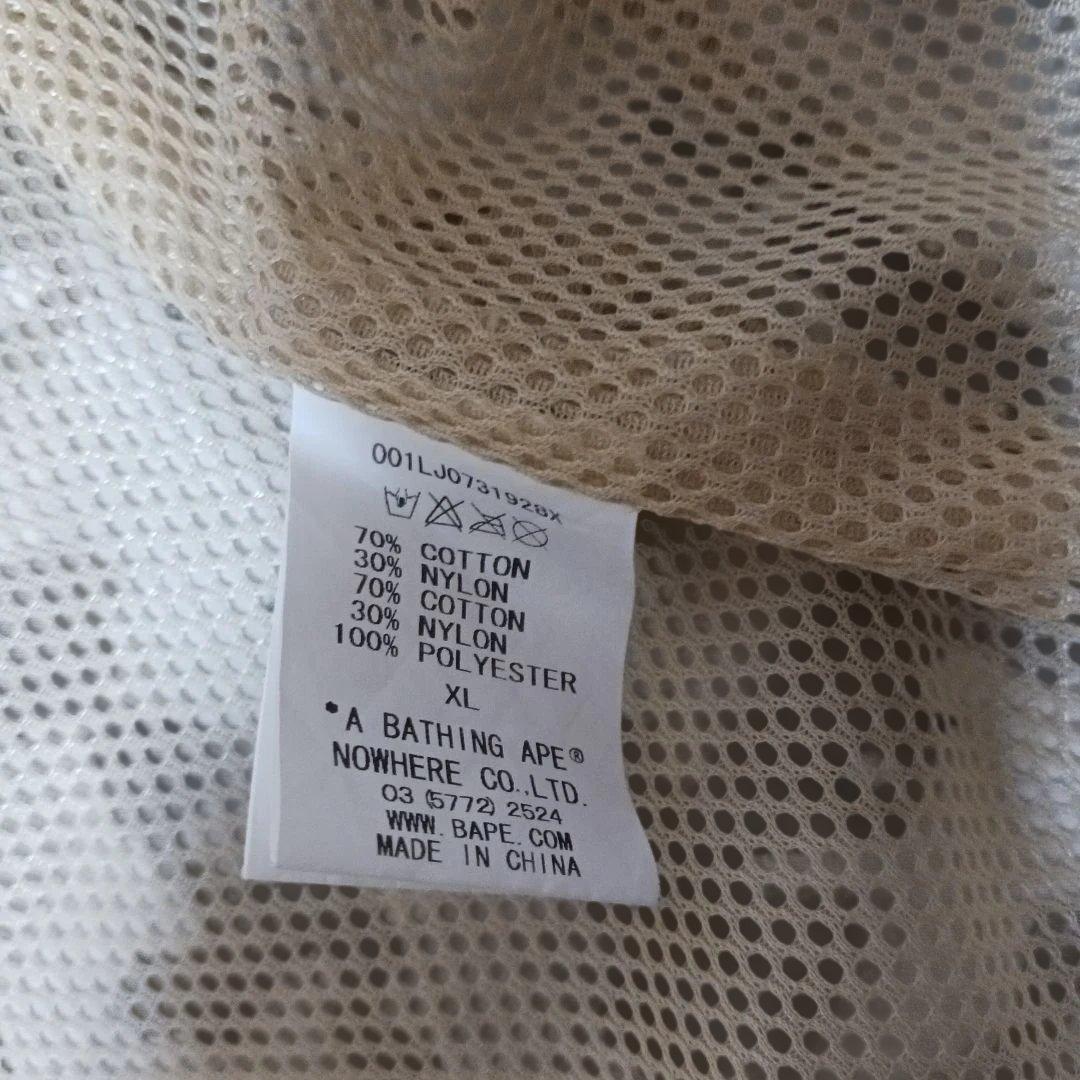 001LJ0731928X
70% COTTON
30% NYLON
70% COTTON
30% NYLON
100% POLYESTER
XL
•A BATHING APE®
NOWHERE CO.,LTD.
03 (5772) 2524
WWW.BAPE.COM
MADE IN CHINA